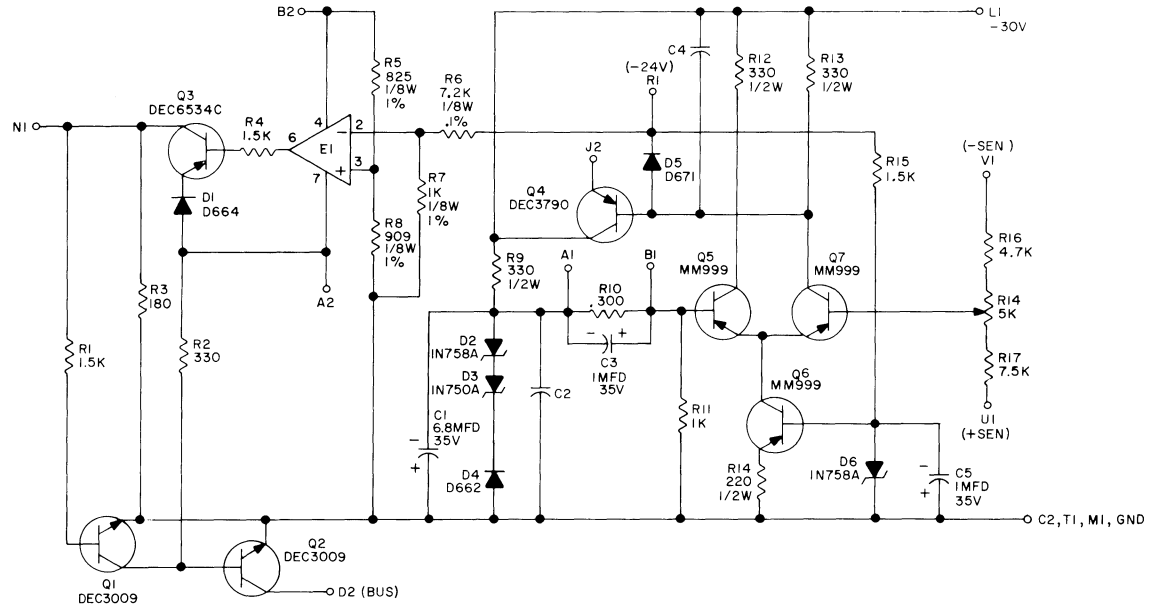 B2
L1
-30V
R5
825
1/8W
1%
R6
7.2K
1/8W
.1%
(-24V)
R1
C4
R12
330
1/2W
R13
330
1/2W
Q3
DEC6534C
N1
R4
1.5K
6
4
2
-
E1
+
3
7
D1
D664
R7
1K
1/8W
1%
R8
909
1/8W
1%
A2
J2
D5
D671
Q4
DEC3790
R15
1.5K
(-SEN)
V1
R16
4.7K
R14
5K
R17
7.5K
U1
(+SEN)
R9
330
1/2W
A1
B1
R10
.300
- +
C3
1MFD
35V
Q5
MM999
Q7
MM999
Q6
MM999
R3
180
R1
1.5K
R2
330
D2
1N758A
D3
1N750A
C1
6.8MFD
35V
-
+
D4
D662
C2
R11
1K
R14
220
1/2W
D6
1N758A
-
+
C5
1MFD
35V
C2,T1,M1,GND
Q1
DEC3009
Q2
DEC3009
D2 (BUS)